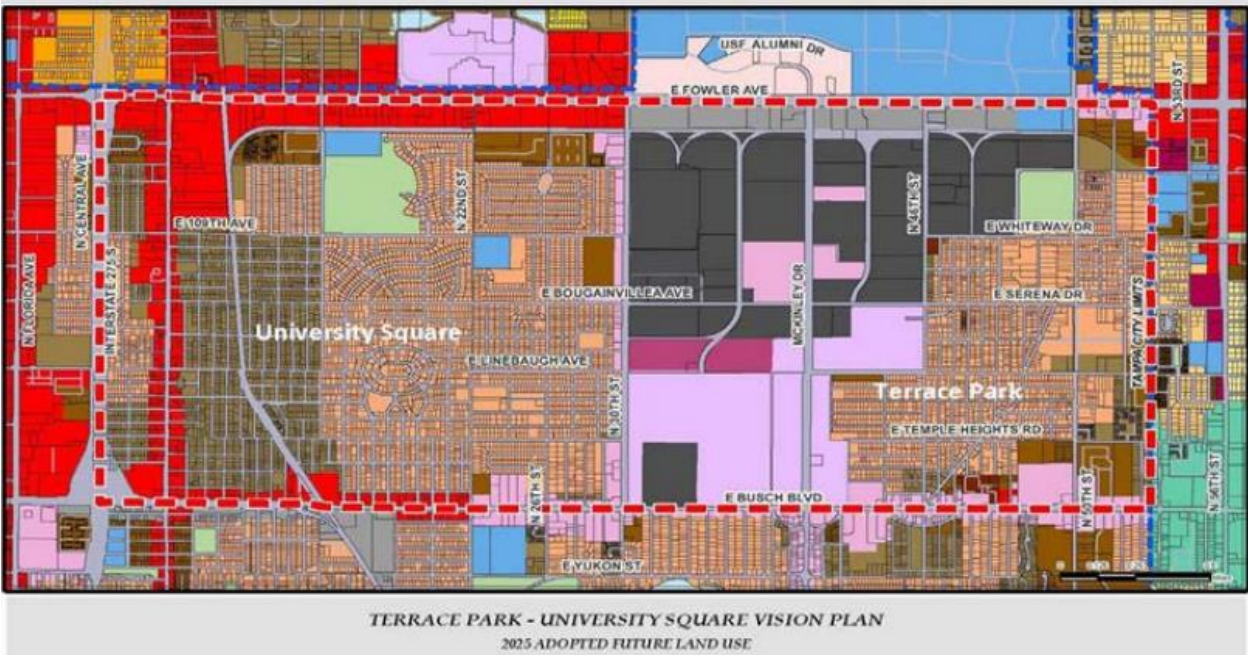 USF ALUMNI DR
E FOWLER AVE
N 53RD ST
N CENTRAL AVE
N 22ND ST
N 46TH ST
E 109TH AVE
E WHITEWAY DR
N FLORIDA AVE
INTERSTATE 275 S
E BOUGAINVILLEA AVE
MCKINLEY DR
E SERENA DR
TAMPA CITY LIMITS
University Square
E LINEBAUGH AVE
N 30TH ST
Terrace Park
E TEMPLE HEIGHTS RD
N 26TH ST
E BUSCH BLVD
N 50TH ST
N 56TH ST
E YUKON ST
TERRACE PARK - UNIVERSITY SQUARE VISION PLAN
2025 ADOPTED FUTURE LAND USE